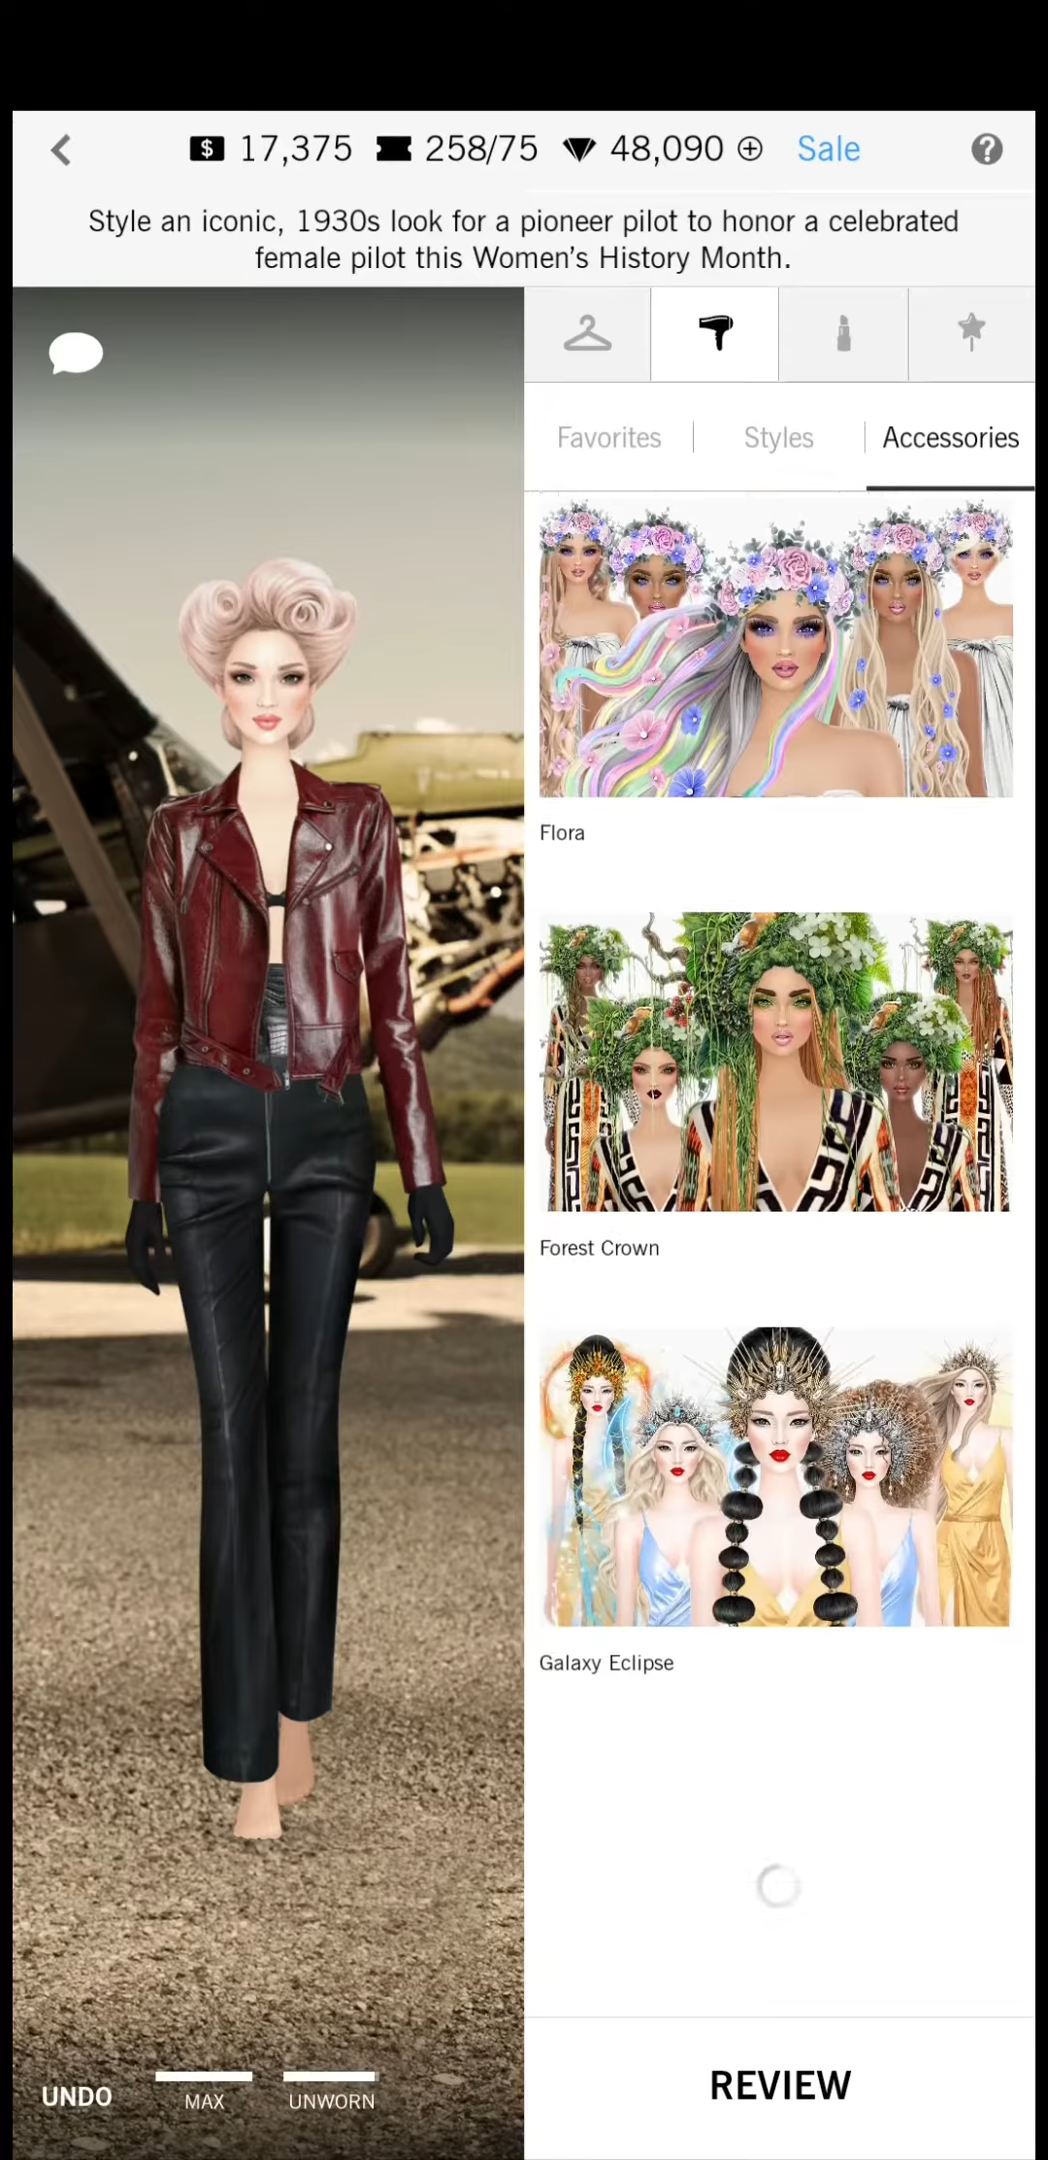 $ 17,375 258/75 48,090 Sale ?
Style an iconic, 1930s look for a pioneer pilot to honor a celebrated
female pilot this Women’s History Month.
Favorites Styles Accessories
Flora
Forest Crown
Galaxy Eclipse
UNDO MAX UNWORN
REVIEW